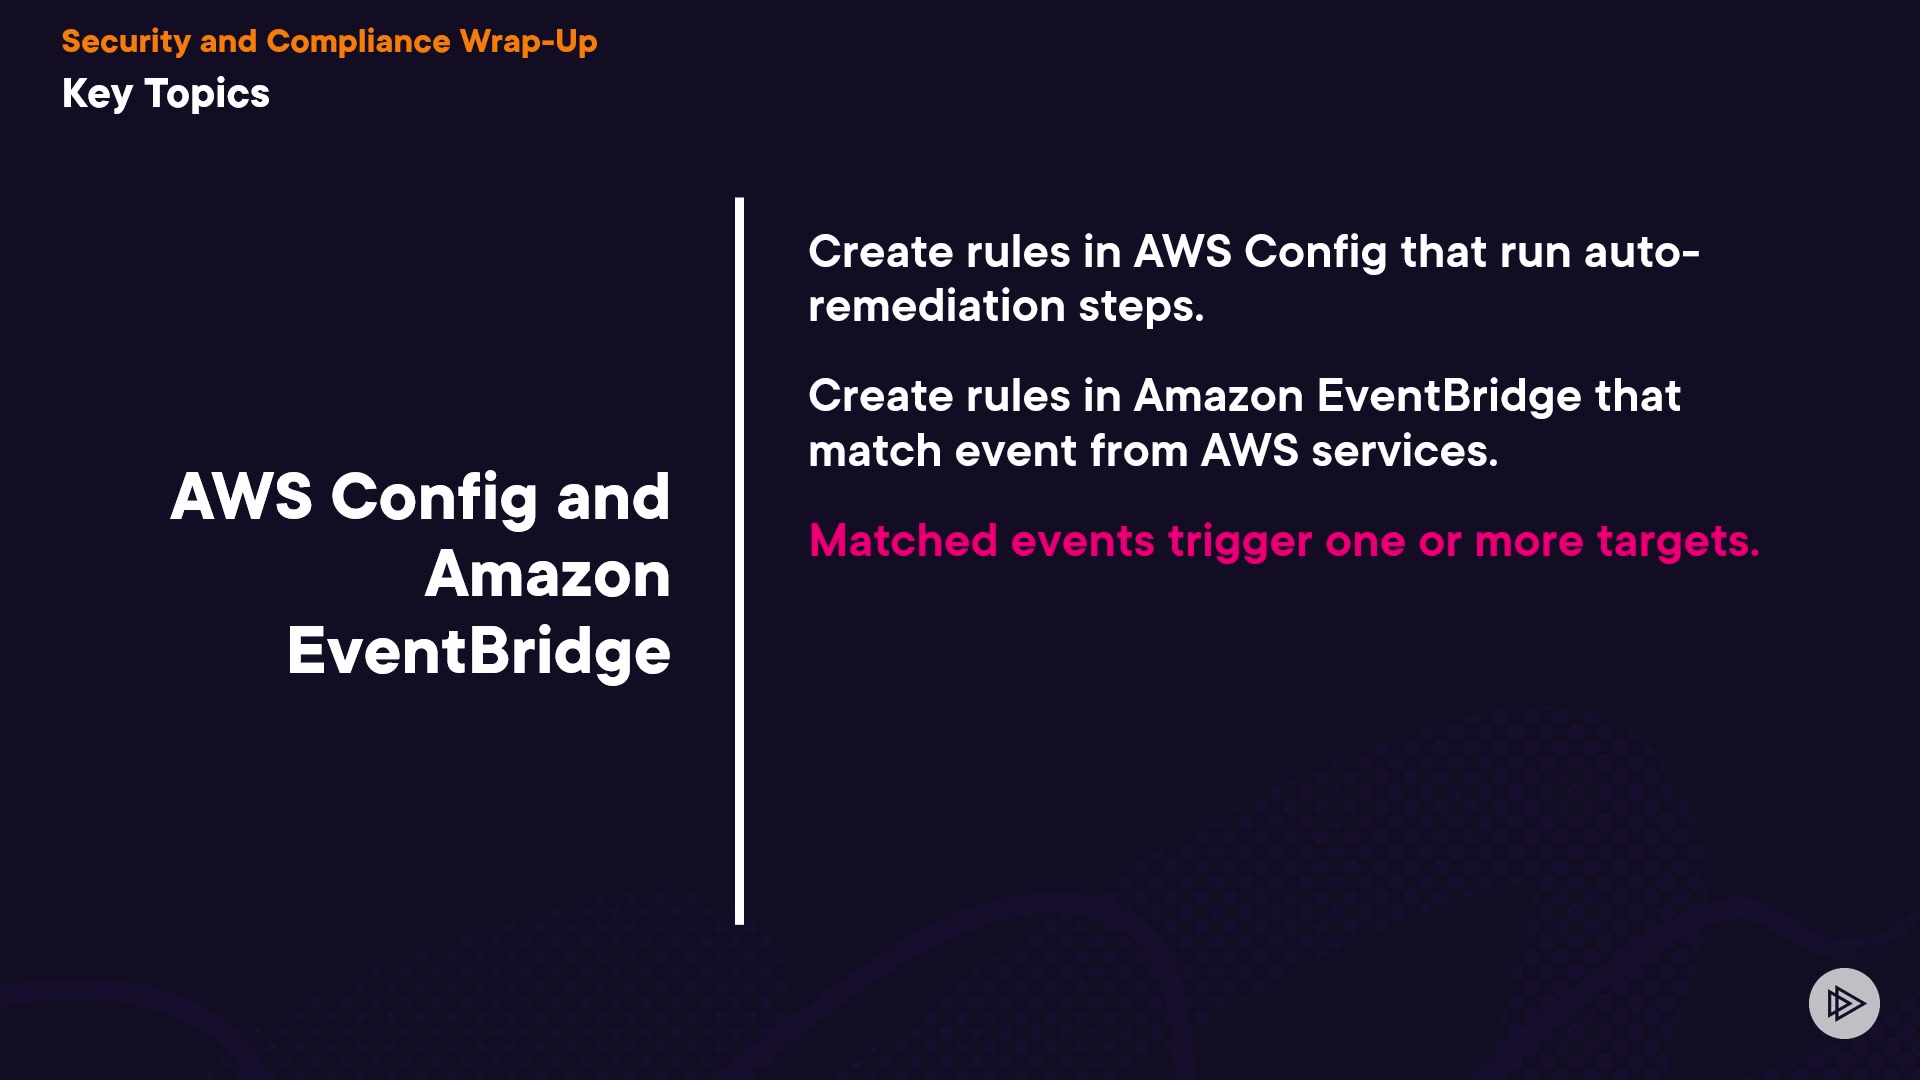 Security and Compliance Wrap-Up
Key Topics
AWS Config and
Amazon
EventBridge
Create rules in AWS Config that run auto-
remediation steps.
Create rules in Amazon EventBridge that
match event from AWS services.
Matched events trigger one or more targets.